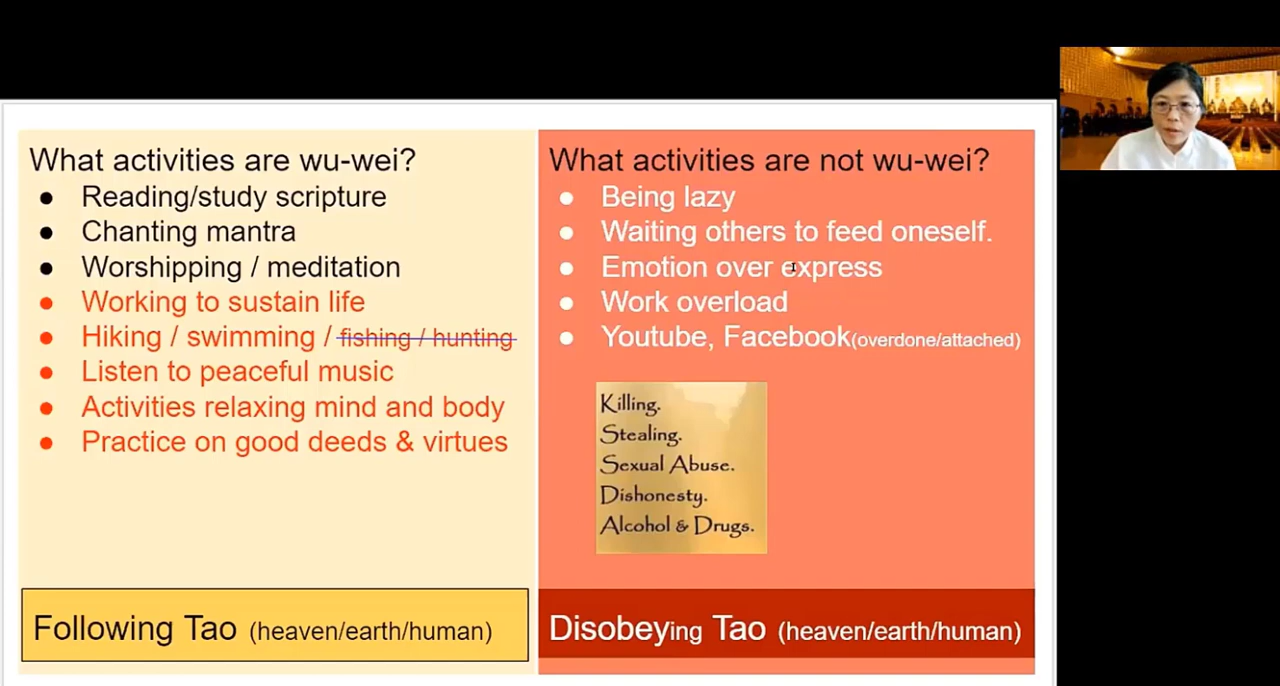 What activities are wu-wei?
● Reading/study scripture
● Chanting mantra
● Worshipping / meditation
● Working to sustain life
● Hiking / swimming / fishing / hunting
● Listen to peaceful music
● Activities relaxing mind and body
● Practice on good deeds & virtues
Following Tao (heaven/earth/human)
What activities are not wu-wei?
● Being lazy
● Waiting others to feed oneself.
● Emotion over express
● Work overload
● Youtube, Facebook(overdone/attached)
Killing.
Stealing.
Sexual Abuse.
Dishonesty.
Alcohol & Drugs.
Disobeying Tao (heaven/earth/human)